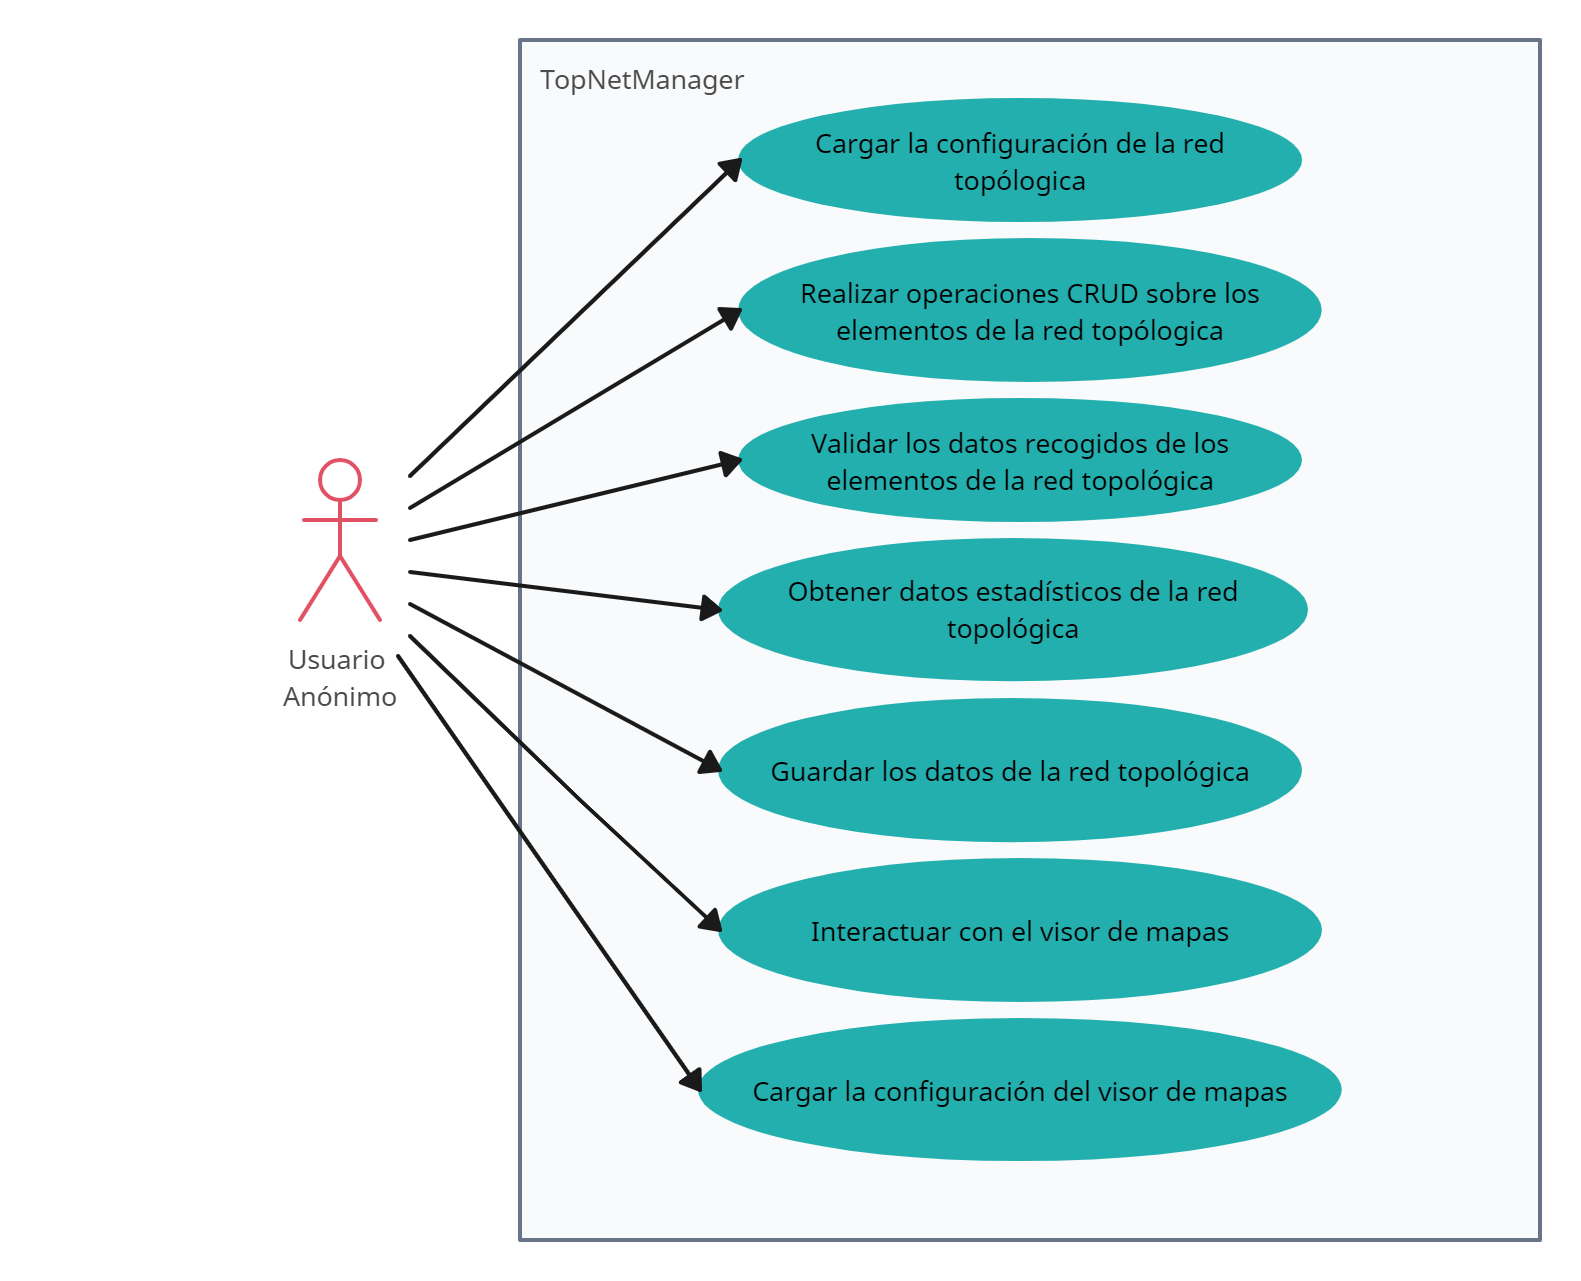 TopNetManager
Cargar la configuración de la red
topólogica
Realizar operaciones CRUD sobre los
elementos de la red topólogica
Validar los datos recogidos de los
elementos de la red topológica
Obtener datos estadísticos de la red
topológica
Usuario
Anónimo
Guardar los datos de la red topológica
Interactuar con el visor de mapas
Cargar la configuración del visor de mapas